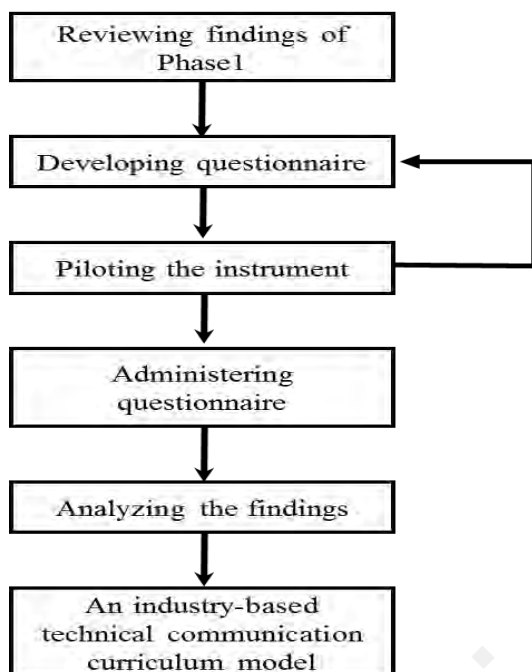 Reviewing findings of
Phase1
Developing questionnaire
Piloting the instrument
Administering
questionnaire
Analyzing the findings
An industry-based
technical communication
curriculum model